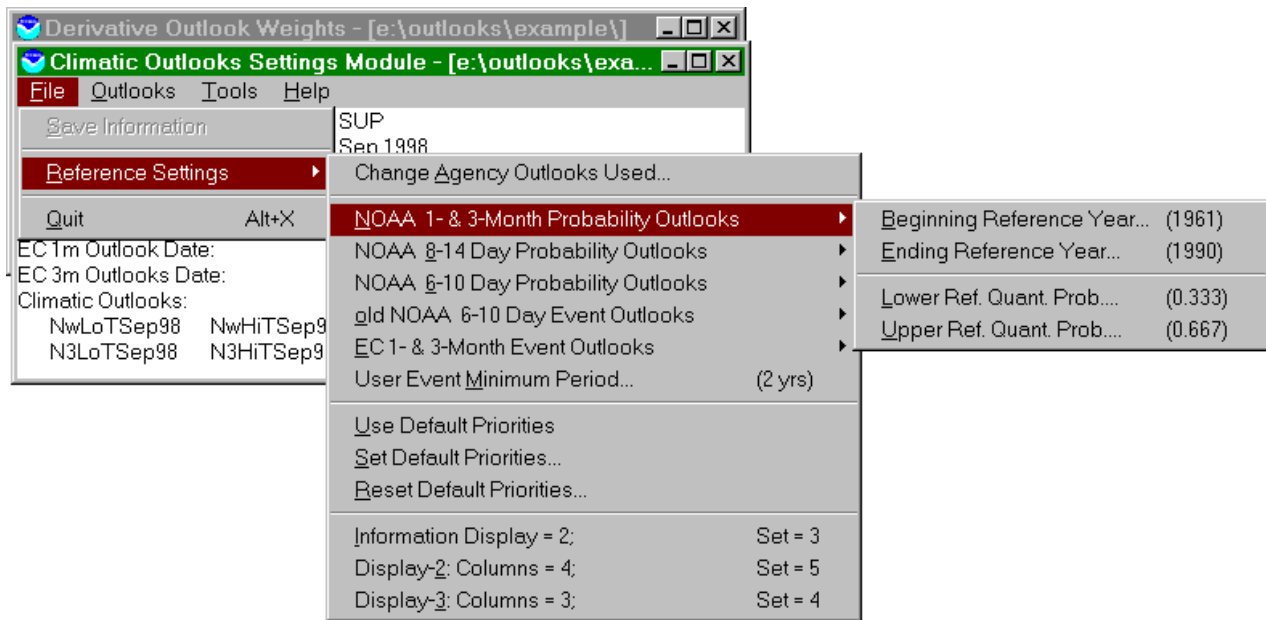 Derivative Outlook Weights - [e:\outlooks\example\]
Climatic Outlooks Settings Module - [e:\outlooks\exa...
File Outlooks Tools Help
Save Information
Reference Settings
Quit Alt+X
SUP
Sep 1998
EC 1m Outlook Date:
EC 3m Outlooks Date:
Climatic Outlooks:
NwLoTSep98 NwHiTSep9
N3LoTSep98 N3HiTSep9
Change Agency Outlooks Used...
NOAA 1- & 3-Month Probability Outlooks
NOAA 8-14 Day Probability Outlooks
NOAA 6-10 Day Probability Outlooks
old NOAA 6-10 Day Event Outlooks
EC 1- & 3-Month Event Outlooks
User Event Minimum Period... (2 yrs)
Use Default Priorities
Set Default Priorities...
Reset Default Priorities...
Information Display = 2; Set = 3
Display-2: Columns = 4; Set = 5
Display-3: Columns = 3; Set = 4
Beginning Reference Year... (1961)
Ending Reference Year... (1990)
Lower Ref. Quant. Prob.... (0.333)
Upper Ref. Quant. Prob.... (0.667)